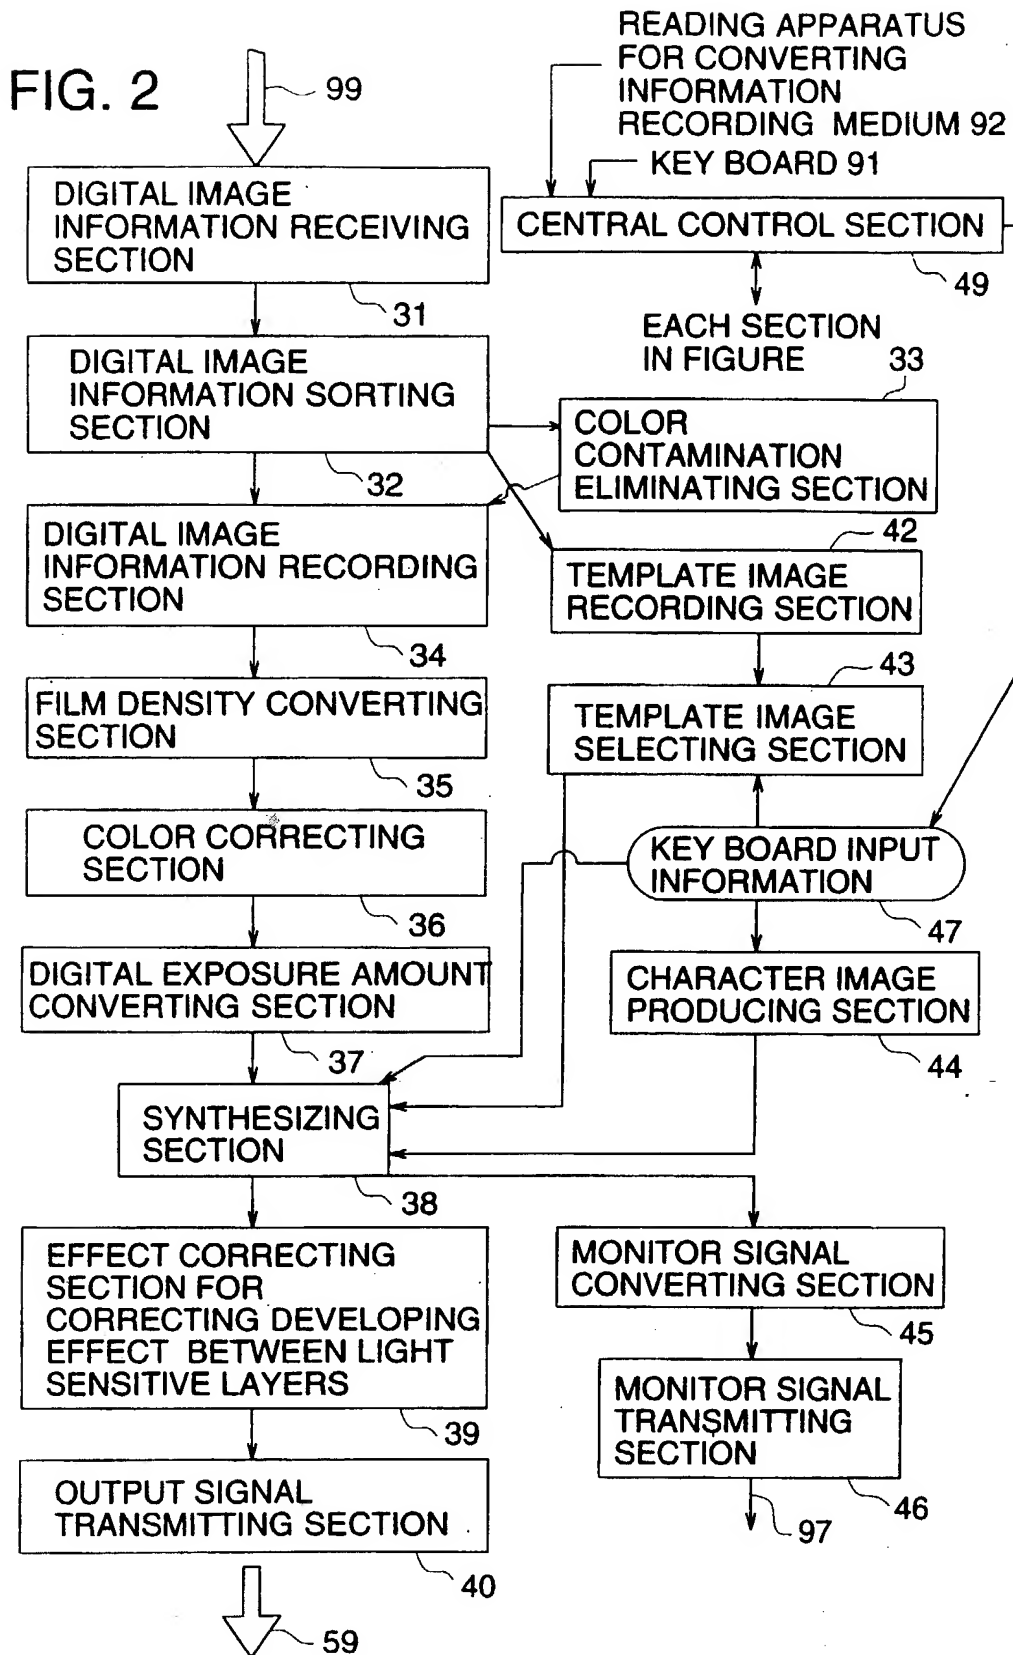 FIG. 2
99
READING APPARATUS
FOR CONVERTING
INFORMATION
RECORDING MEDIUM 92
KEY BOARD 91
DIGITAL IMAGE
INFORMATION RECEIVING
SECTION
31
CENTRAL CONTROL SECTION
49
EACH SECTION
IN FIGURE
DIGITAL IMAGE
INFORMATION SORTING
SECTION
32
33
COLOR
CONTAMINATION
ELIMINATING SECTION
DIGITAL IMAGE
INFORMATION RECORDING
SECTION
34
42
TEMPLATE IMAGE
RECORDING SECTION
43
TEMPLATE IMAGE
SELECTING SECTION
FILM DENSITY CONVERTING
SECTION
35
COLOR CORRECTING
SECTION
36
KEY BOARD INPUT
INFORMATION
47
DIGITAL EXPOSURE AMOUNT
CONVERTING SECTION
37
CHARACTER IMAGE
PRODUCING SECTION
44
SYNTHESIZING
SECTION
38
EFFECT CORRECTING
SECTION FOR
CORRECTING DEVELOPING
EFFECT BETWEEN LIGHT
SENSITIVE LAYERS
39
MONITOR SIGNAL
CONVERTING SECTION
45
MONITOR SIGNAL
TRANSMITTING
SECTION
46
97
OUTPUT SIGNAL
TRANSMITTING SECTION
40
59